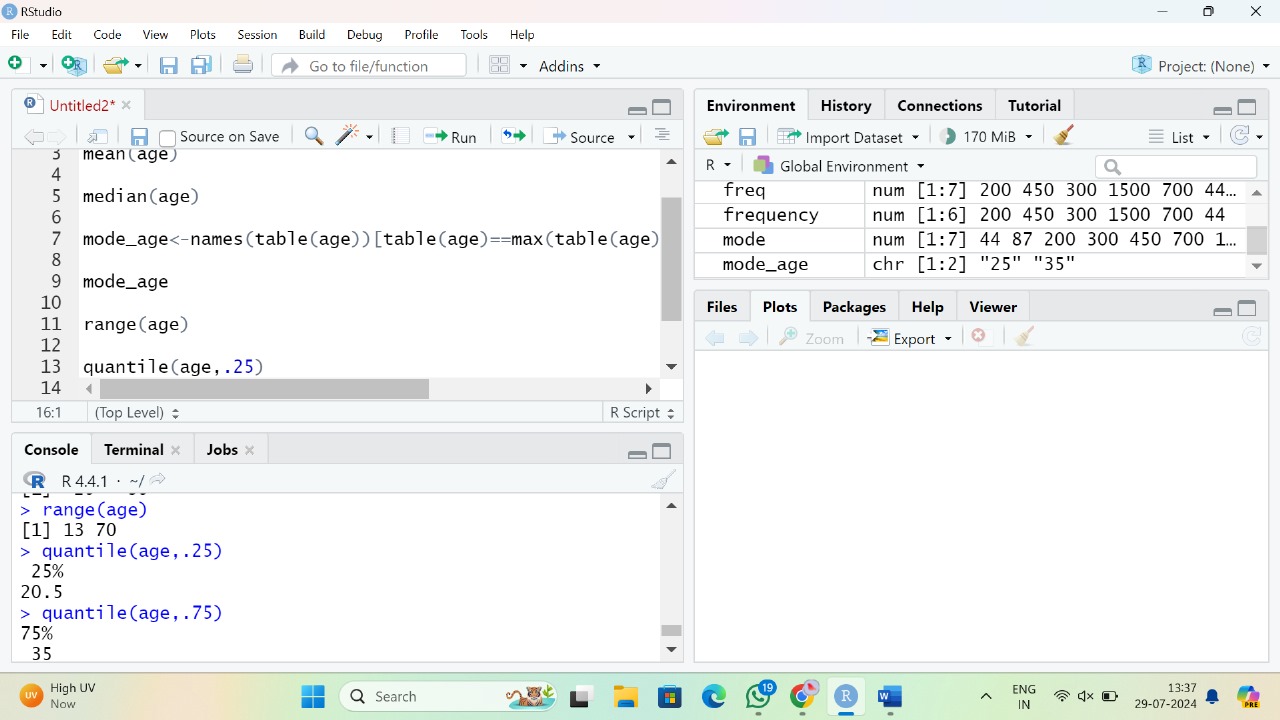 RStudio
File Edit Code View Plots Session Build Debug Profile Tools Help
Go to file/function Addins Project: (None)
Untitled2*
Source on Save Run Source
3 mean(age)
4
5 median(age)
6
7 mode_age<-names(table(age))[table(age)==max(table(age)
8
9 mode_age
10
11 range(age)
12
13 quantile(age,.25)
14
16:1 (Top Level) R Script
Console Terminal Jobs
R 4.4.1 · ~/
> range(age)
[1] 13 70
> quantile(age,.25)
25%
20.5
> quantile(age,.75)
75%
35
Environment History Connections Tutorial
Import Dataset 170 MiB List
R Global Environment
freq num [1:7] 200 450 300 1500 700 44…
frequency num [1:6] 200 450 300 1500 700 44
mode num [1:7] 44 87 200 300 450 700 1…
mode_age chr [1:2] "25" "35"
Files Plots Packages Help Viewer
Zoom Export
High UV
Now
Search
19
ENG
IN
13:37
29-07-2024
PRE